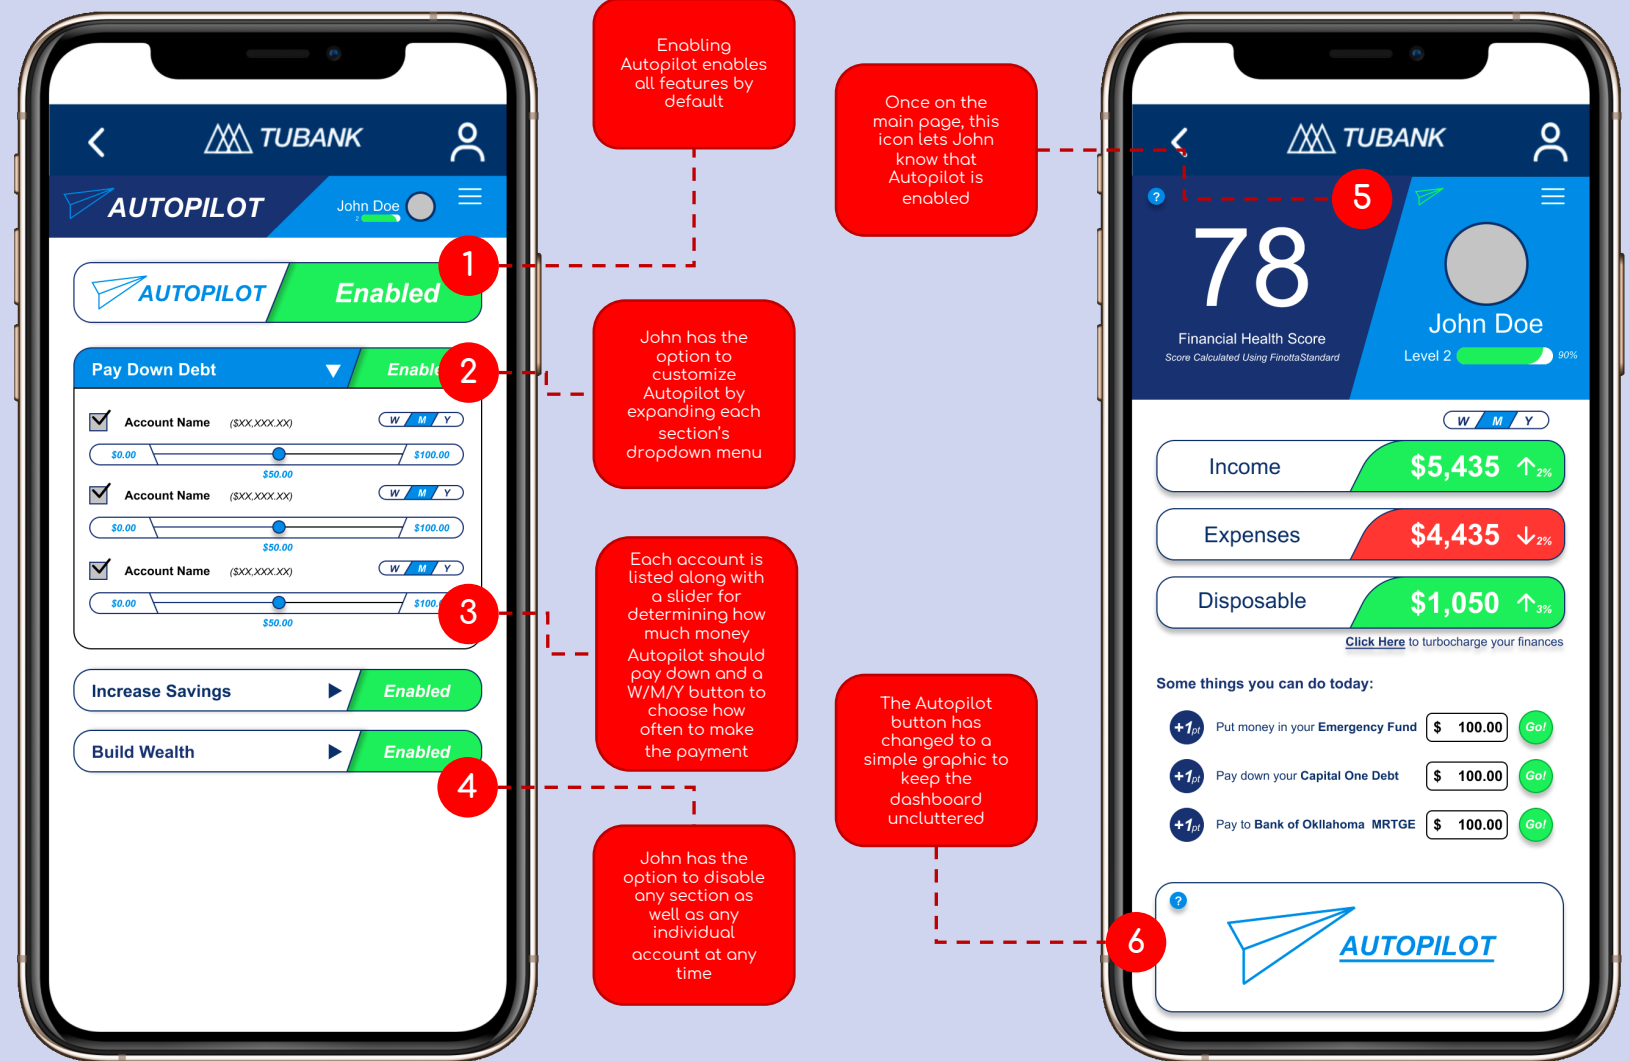 TUBANK
AUTOPILOT
John Doe
2
AUTOPILOT
Enabled
1
Pay Down Debt
Enable
2
Account Name
($XX,XXX.XX)
W M Y
$0.00
$100.00
$50.00
Account Name
($XX,XXX.XX)
W M Y
$0.00
$100.00
$50.00
Account Name
($XX,XXX.XX)
W M Y
$0.00
$100.
3
$50.00
Increase Savings
Enabled
Build Wealth
Enabled
4
Enabling
Autopilot enables
all features by
default
John has the
option to
customize
Autopilot by
expanding each
section's
dropdown menu
Each account is
listed along with
a slider for
determining how
much money
Autopilot should
pay down and a
W/M/Y button to
choose how
often to make
the payment
John has the
option to disable
any section as
well as any
individual
account at any
time
Once on the
main page, this
icon lets John
know that
Autopilot is
enabled
The Autopilot
button has
changed to a
simple graphic to
keep the
dashboard
uncluttered
TUBANK
?
5
78
Financial Health Score
Score Calculated Using FinottaStandard
John Doe
Level 2
90%
W M Y
Income
$5,435
2%
Expenses
$4,435
2%
Disposable
$1,050
3%
Click Here to turbocharge your finances
Some things you can do today:
+1pt Put money in your Emergency Fund $ 100.00 Go!
+1pt Pay down your Capital One Debt $ 100.00 Go!
+1pt Pay to Bank of Okllahoma MRTGE $ 100.00 Go!
?
6
AUTOPILOT